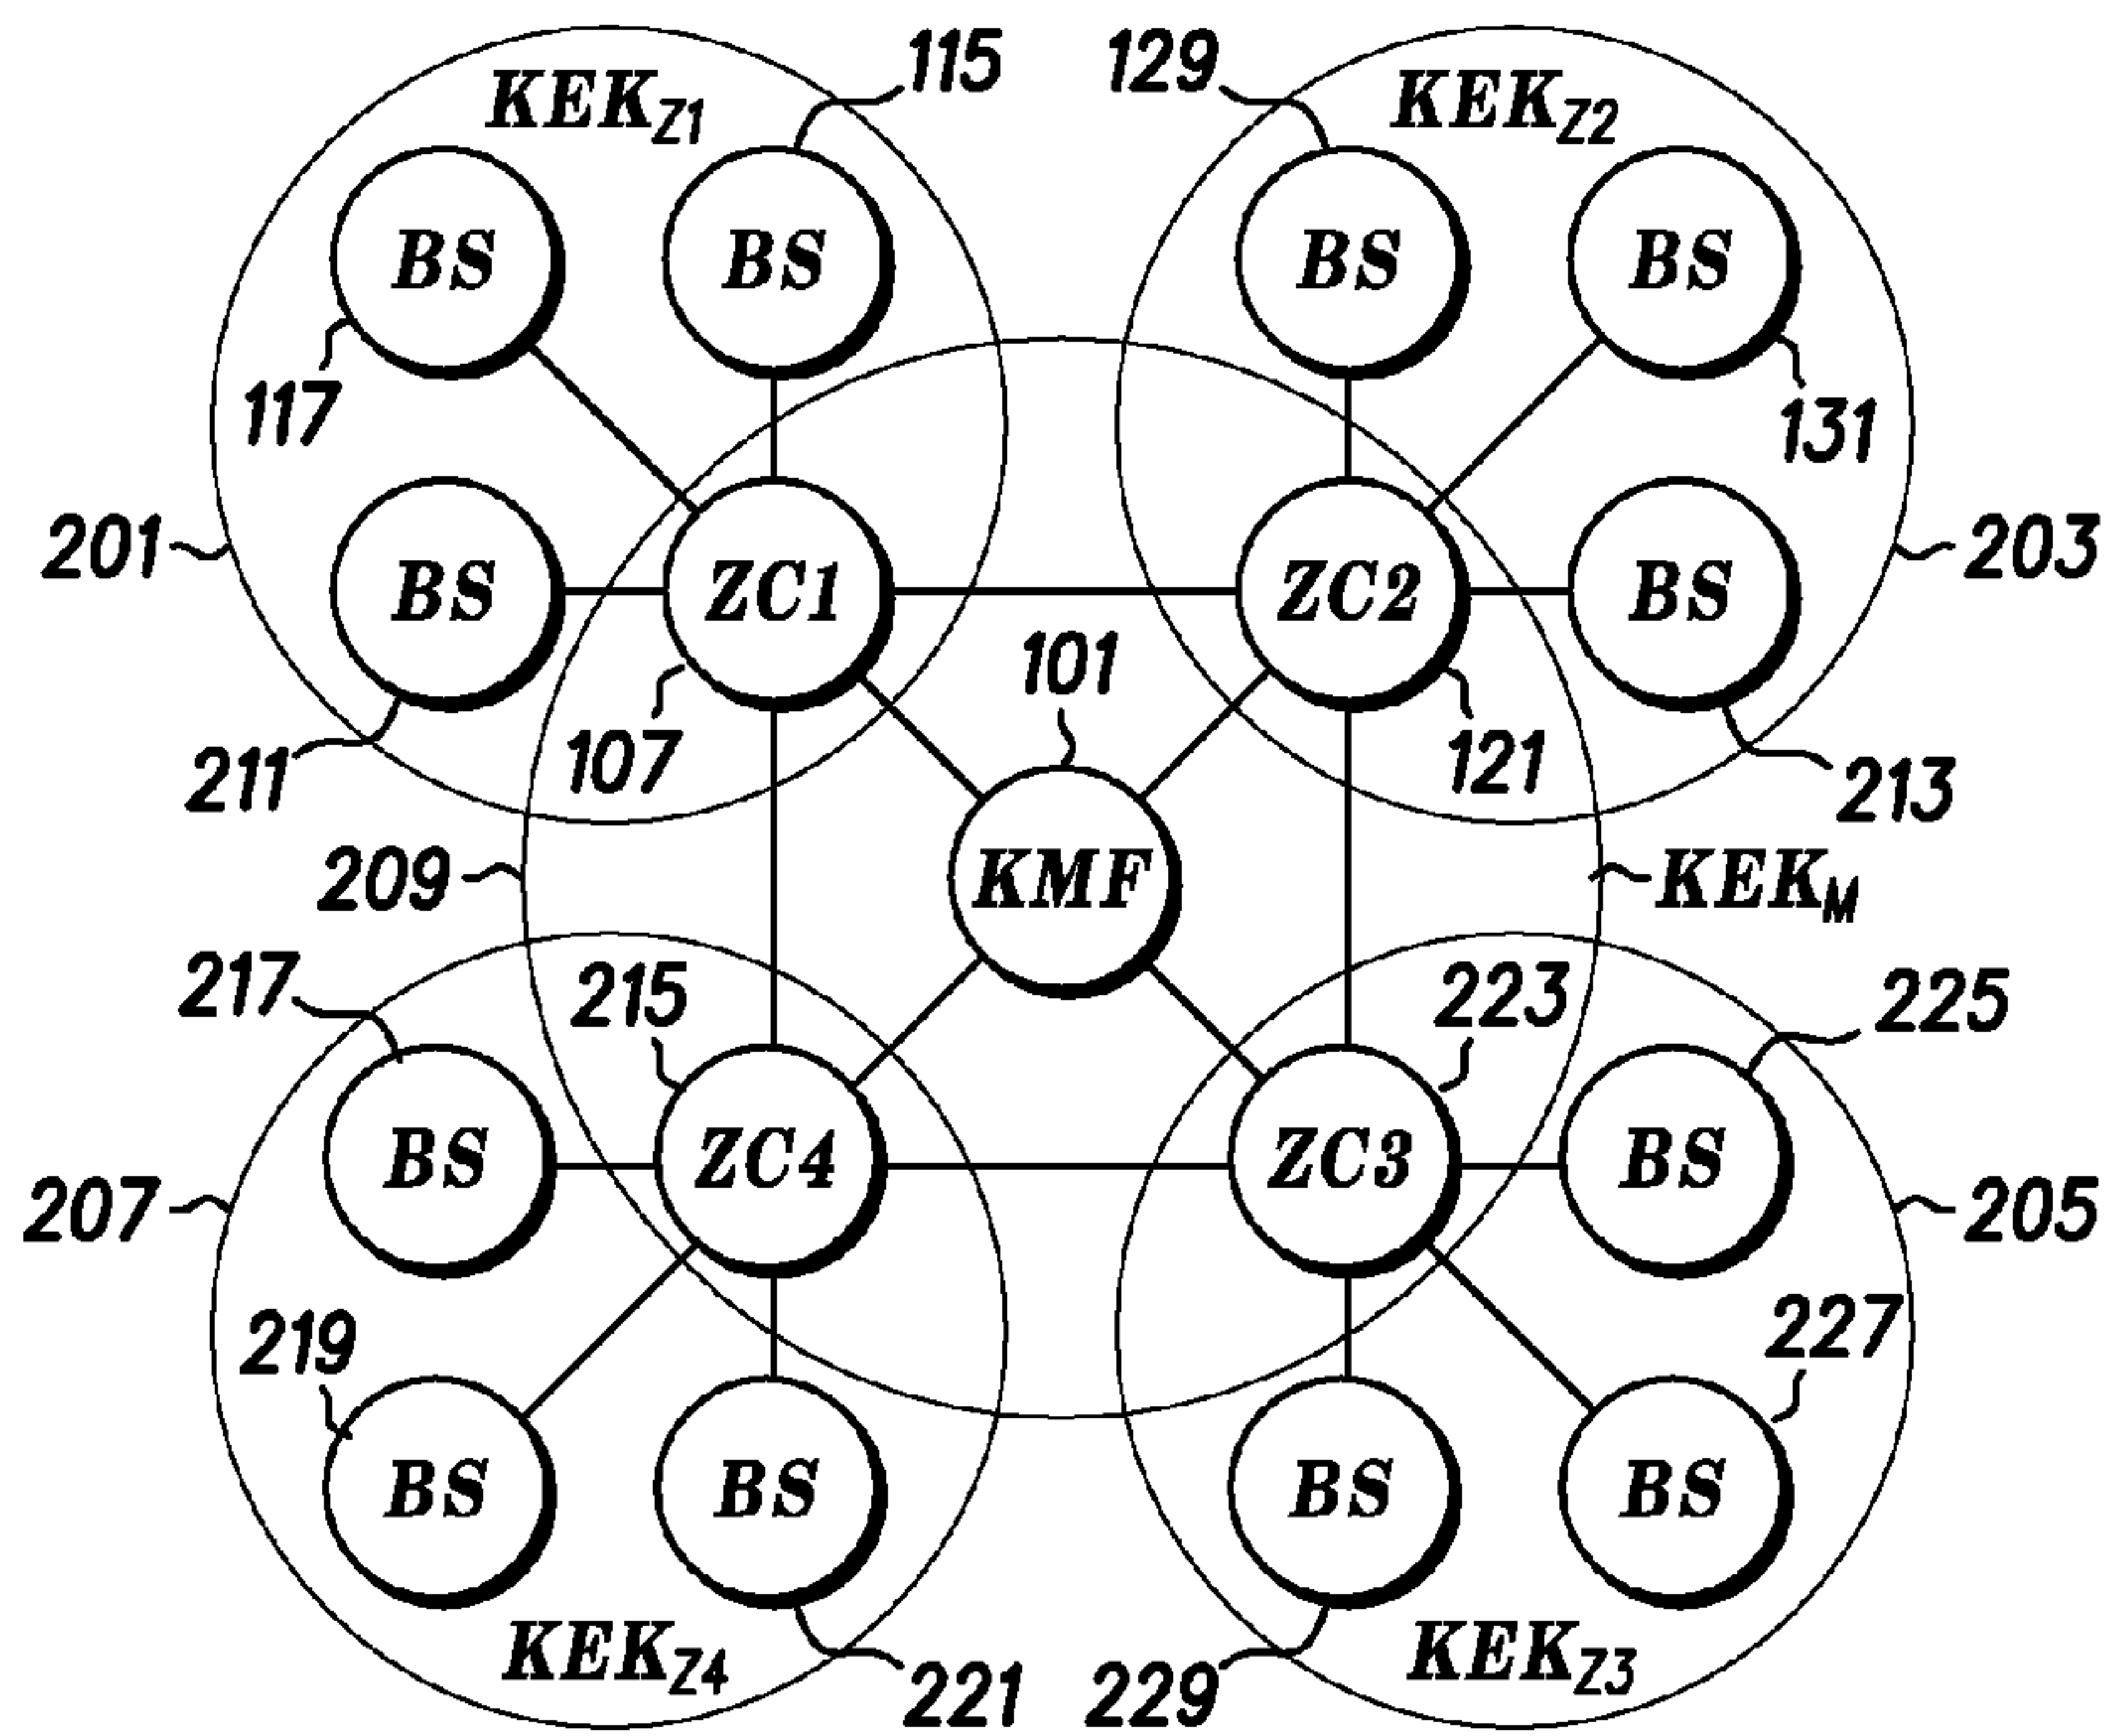 115 129
KEKZ1 KEKZ2
BS BS BS BS
117 131
201 203
BS ZC1 ZC2 BS
101
107 121
211 213
KMF
209 KEKM
217 215 223 225
BS ZC4 ZC3 BS
207 205
219 227
BS BS BS BS
KEKZ4 KEKZ3
221 229